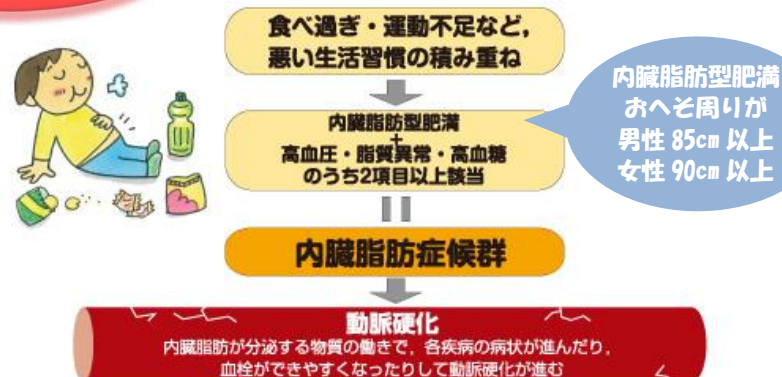 食べ過ぎ・運動不足など，
悪い生活習慣の積み重ね
内臓脂肪型肥満
＋
高血圧・脂質異常・高血糖
のうち2項目以上該当
内臓脂肪型肥満
おへそ周りが
男性 85cm 以上
女性 90cm 以上
内臓脂肪症候群
動脈硬化
内臓脂肪が分泌する物質の働きで，各疾病の病状が進んだり，
血栓ができやすくなったりして動脈硬化が進む